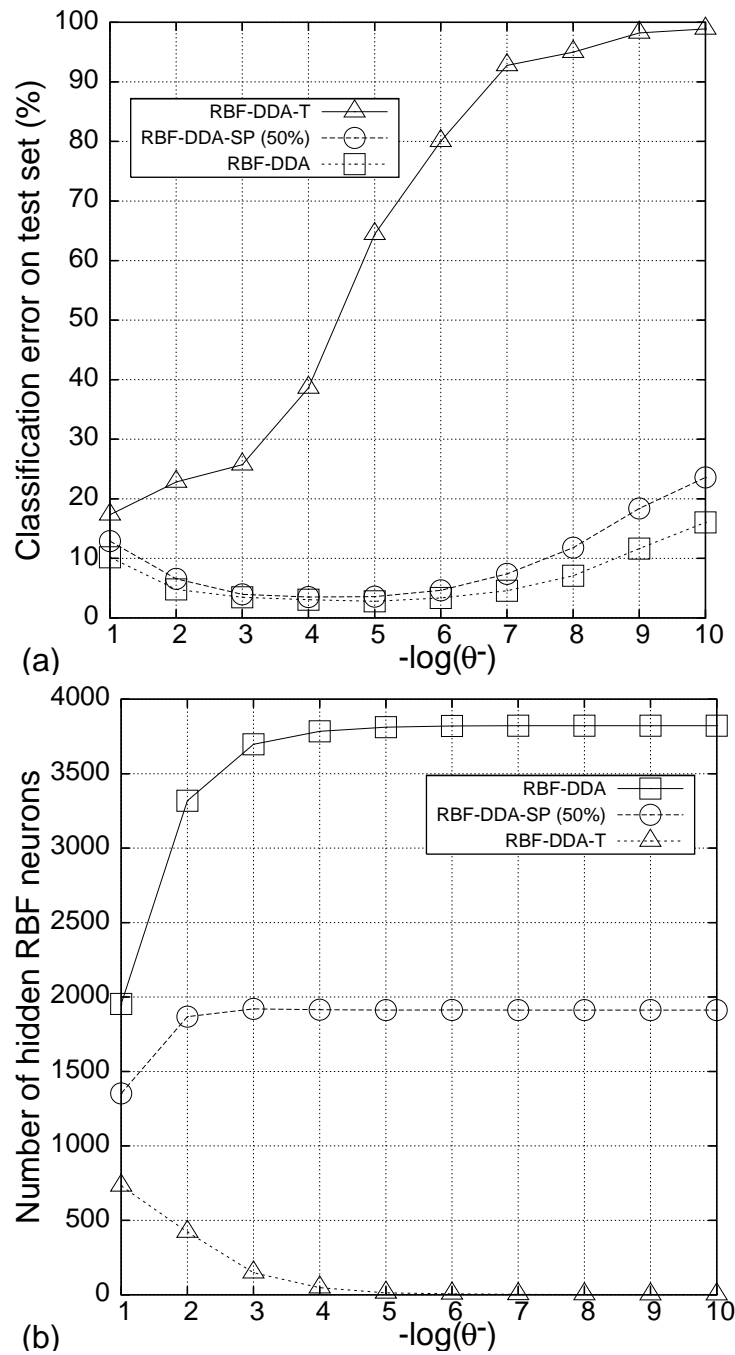 Classification error on test set (%)
100
90
80
70
60
50
40
30
20
10
0
RBF-DDA-T
RBF-DDA-SP (50%)
RBF-DDA
1 2 3 4 5 6 7 8 9 10
-log(θ-)
(a)
Number of hidden RBF neurons
4000
3500
3000
2500
2000
1500
1000
500
0
RBF-DDA
RBF-DDA-SP (50%)
RBF-DDA-T
1 2 3 4 5 6 7 8 9 10
-log(θ-)
(b)